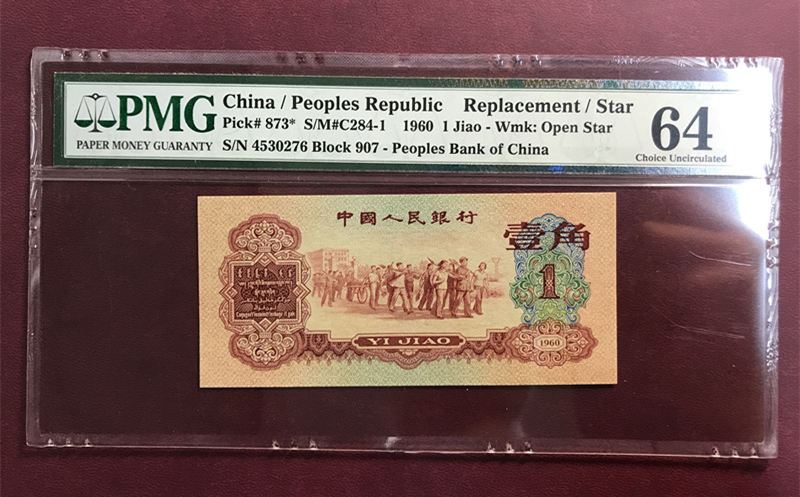 PMG
PAPER MONEY GUARANTY
China / Peoples Republic Replacement / Star
Pick# 873* S/M#C284-1 1960 1 Jiao - Wmk: Open Star
S/N 4530276 Block 907 - Peoples Bank of China
64
Choice Uncirculated
中國人民銀行
壹角
1
YI JIAO
1960